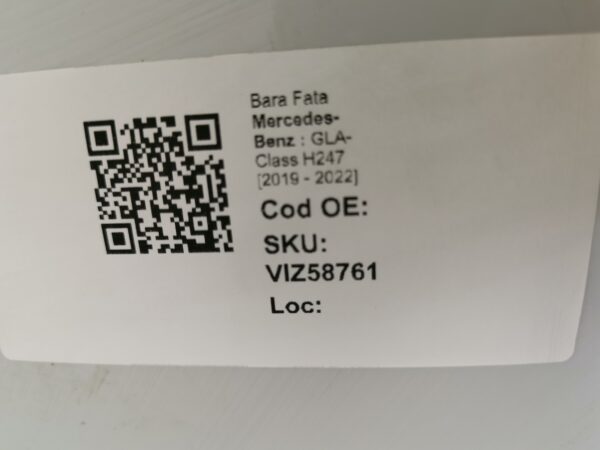 Bara Fata
Mercedes-
Benz : GLA-
Class H247
[2019 - 2022]
Cod OE:
SKU:
VIZ58761
Loc: